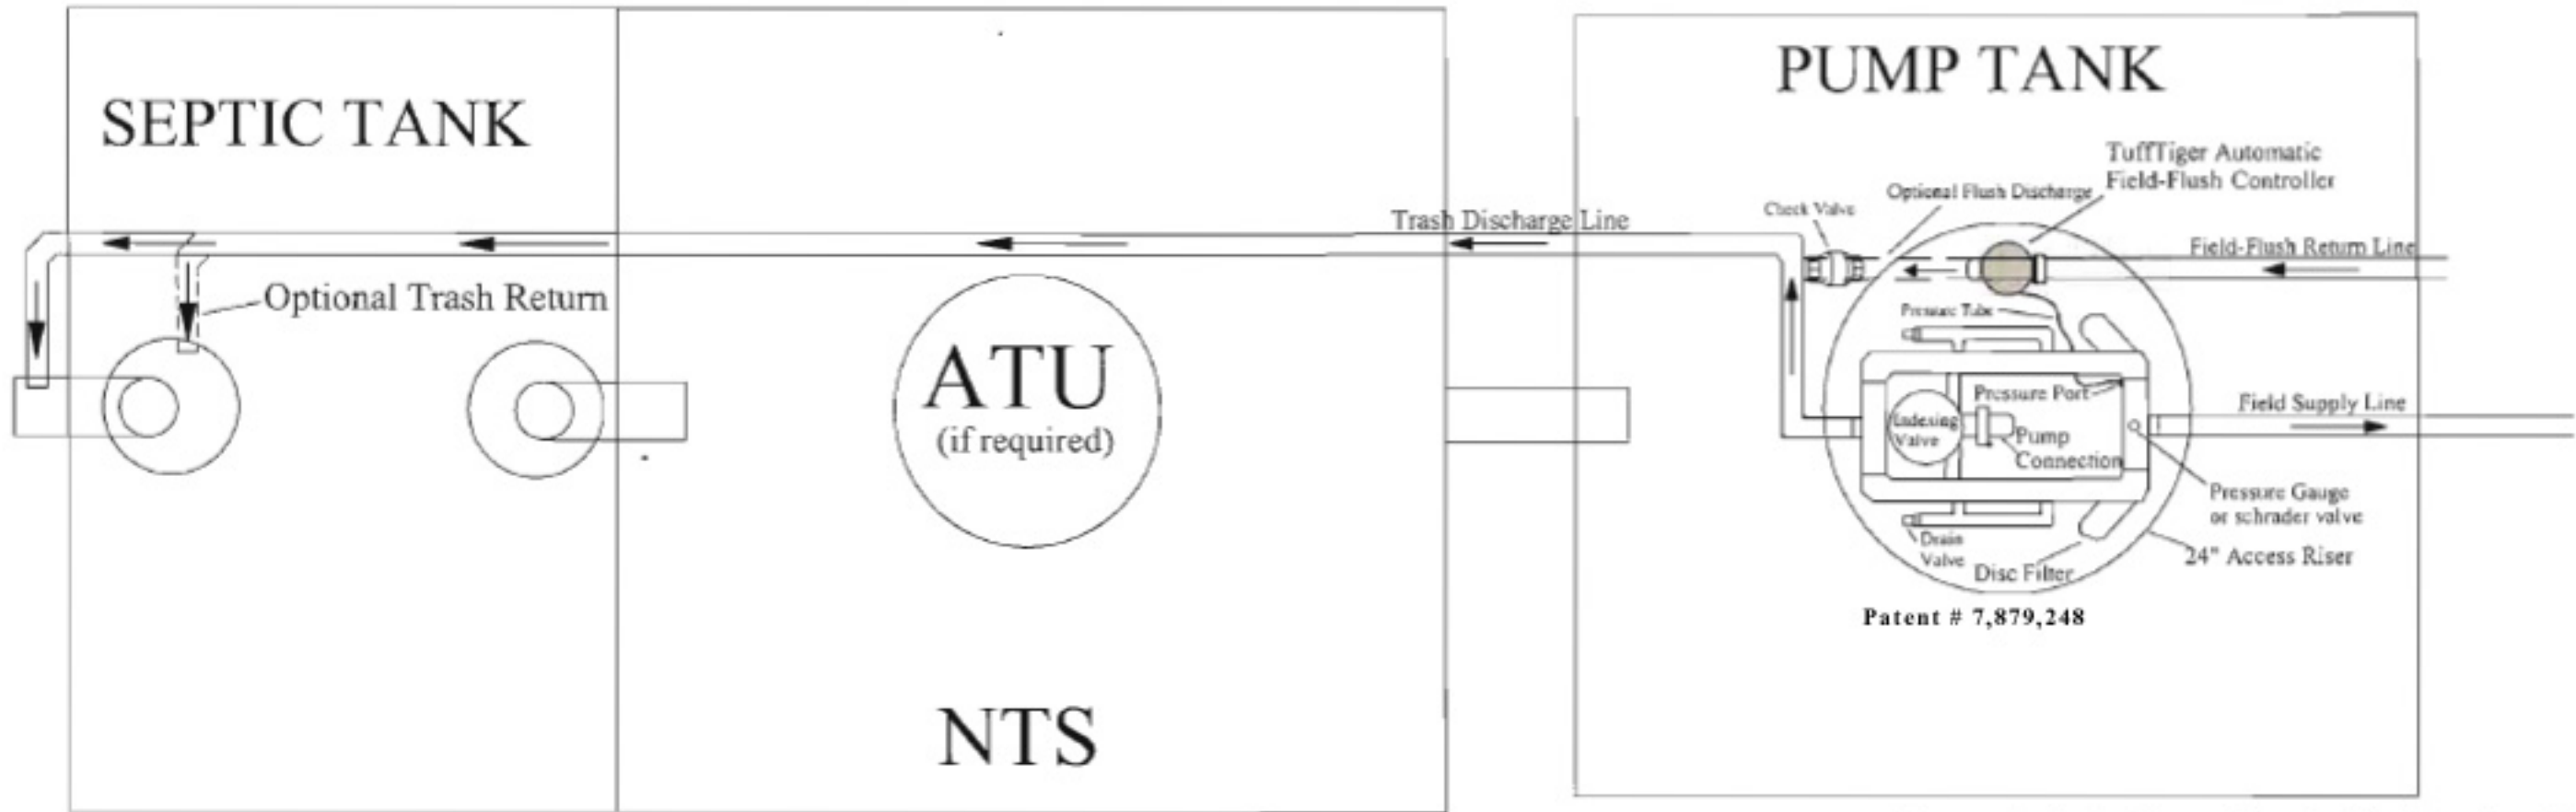 SEPTIC TANK
PUMP TANK
TuffTiger Automatic
Field-Flush Controller
Optional Flush Discharge
Check Valve
Trash Discharge Line
Field-Flush Return Line
Optional Trash Return
Pressure Tube
ATU
(if required)
Pressure Port
Indexing
Valve
Pump
Connection
Field Supply Line
Pressure Gauge
or schrader valve
Drain
Valve
Disc Filter
24" Access Riser
Patent # 7,879,248
NTS